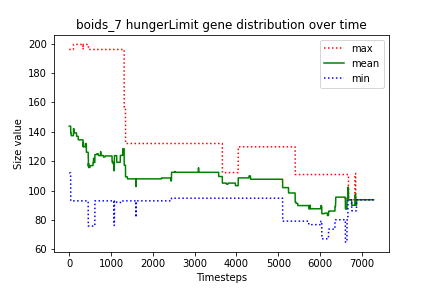 boids_7 hungerLimit gene distribution over time
max
mean
min
Size value
200
180
160
140
120
100
80
60
0 1000 2000 3000 4000 5000 6000 7000
Timesteps